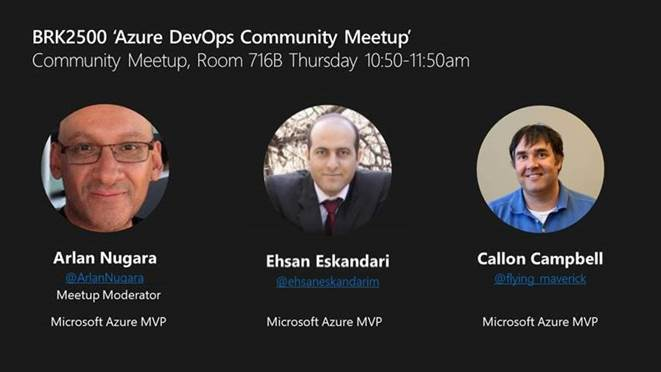 BRK2500 ‘Azure DevOps Community Meetup’
Community Meetup, Room 716B Thursday 10:50-11:50am
Arlan Nugara
@ArlanNugara
Meetup Moderator
Microsoft Azure MVP
Ehsan Eskandari
@ehsaneskandarim
Microsoft Azure MVP
Callon Campbell
@flying_maverick
Microsoft Azure MVP